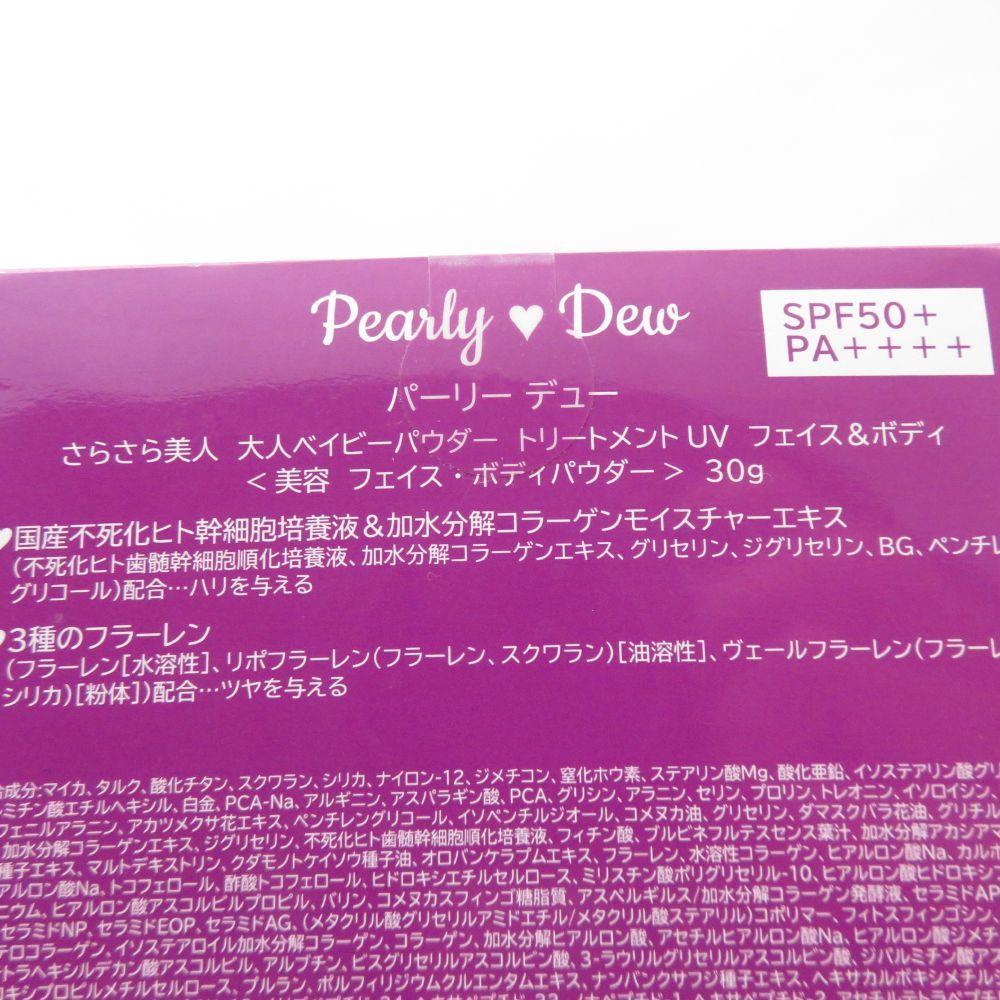 Pearly ♥ Dew
SPF50+
PA++++
パーリー デュー
さらさら美人 大人ベイビーパウダー トリートメントUV フェイス&ボディ
<美容 フェイス・ボディパウダー> 30g
♥国産不死化ヒト幹細胞培養液&加水分解コラーゲンモイスチャーエキス
(不死化ヒト歯髄幹細胞順化培養液、加水分解コラーゲンエキス、グリセリン、ジグリセリン、BG、ペンチレ
グリコール)配合…ハリを与える
♥3種のフラーレン
(フラーレン[水溶性]、リポフラーレン(フラーレン、スクワラン)[油溶性]、ヴェールフラーレン(フラーレ
シリカ)[粉体])配合…ツヤを与える
合成分:マイカ、タルク、酸化チタン、スクワラン、シリカ、ナイロン-12、ジメチコン、窒化ホウ素、ステアリン酸Mg、酸化亜鉛、イソステアリン酸グリ
ルミチン酸エチルヘキシル、白金、PCA-Na、アルギニン、アスパラギン酸、PCA、グリシン、アラニン、セリン、プロリン、トレオニン、イソロイシン、
フェニルアラニン、アカツメクサ花エキス、ペンチレングリコール、イソペンチルジオール、コメヌカ油、グリセリン、ダマスクバラ花油、グリチル
加水分解コラーゲンエキス、ジグリセリン、不死化ヒト歯髄幹細胞順化培養液、フィチン酸、ブルビネフルテスセンス葉汁、加水分解アカシアマ
種子エキス、マルトデキストリン、クダモノトケイソウ種子油、オロバンケラプムエキス、フラーレン、水溶性コラーゲン、ヒアルロン酸Na、カルボ
アルロン酸Na、トコフェロール、酢酸トコフェロール、ヒドロキシエチルセルロース、ミリスチン酸ポリグリセリル-10、ヒアルロン酸ヒドロキシ
ニウム、ヒアルロン酸アスコルビルプロピル、バリン、コメヌカスフィンゴ糖脂質、アスペルギルス/加水分解コラーゲン発酵液、セラミドAP
セラミドNP、セラミドEOP、セラミドAG、(メタクリル酸グリセリルアミドエチル/メタクリル酸ステアリル)コポリマー、フィトスフィンゴシン、
テロコラーゲン、イソステアロイル加水分解コラーゲン、コラーゲン、加水分解ヒアルロン酸、アセチルヒアルロン酸Na、ヒアルロン酸ジメチ
トラヘキシルデカン酸アスコルビル、アルブチン、ビスグリセリルアスコルビン酸、3-ラウリルグリセリルアスコルビン酸、ジパルミチン酸ア
キシプロピルメチルセルロース、プルラン、ポルフィリジウムクルエンタムエキス、ナンバンクサフジ種子エキス、ヘキサカルボキシメチル